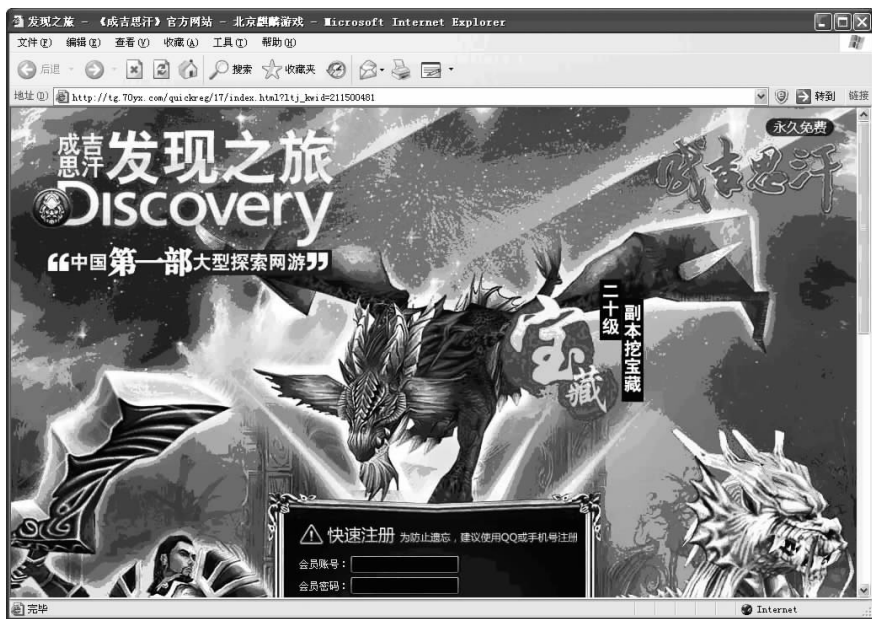 发现之旅 - 《成吉思汗》官方网站 - 北京麒麟游戏 - Microsoft Internet Explorer
文件(F) 编辑(E) 查看(V) 收藏(A) 工具(T) 帮助(H)
后退 搜索 收藏夹
地址(D) http://tg.70yx.com/quickreg/17/index.html?ltj_kwid=211500481 转到 链接
永久免费
成吉思汗
成吉思汗 发现之旅
Discovery
“中国第一部大型探索网游”
二十级
副本挖宝藏
宝藏
快速注册 为防止遗忘，建议使用QQ或手机号注册
会员账号：
会员密码：
完毕 Internet